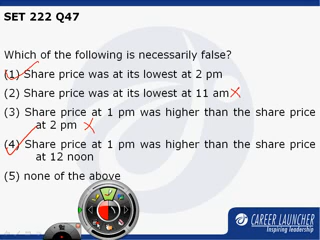 SET 222 Q47
Which of the following is necessarily false?
(1) Share price was at its lowest at 2 pm
(2) Share price was at its lowest at 11 am
(3) Share price at 1 pm was higher than the share price
at 2 pm
(4) Share price at 1 pm was higher than the share price
at 12 noon
(5) none of the above
CAREER LAUNCHER
Inspiring leadership